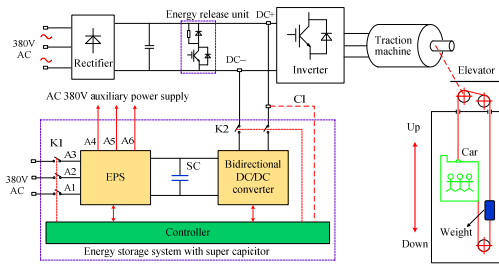 Energy release unit
DC+
380V
AC
Rectifier
DC−
Inverter
Traction
machine
Elevator
AC 380V auxiliary power supply
C1
K1
A4
A5
A6
K2
A3
380V
A2
AC
A1
EPS
SC
Bidirectional
DC/DC
converter
Up
Car
Weight
Down
Controller
Energy storage system with super capicitor